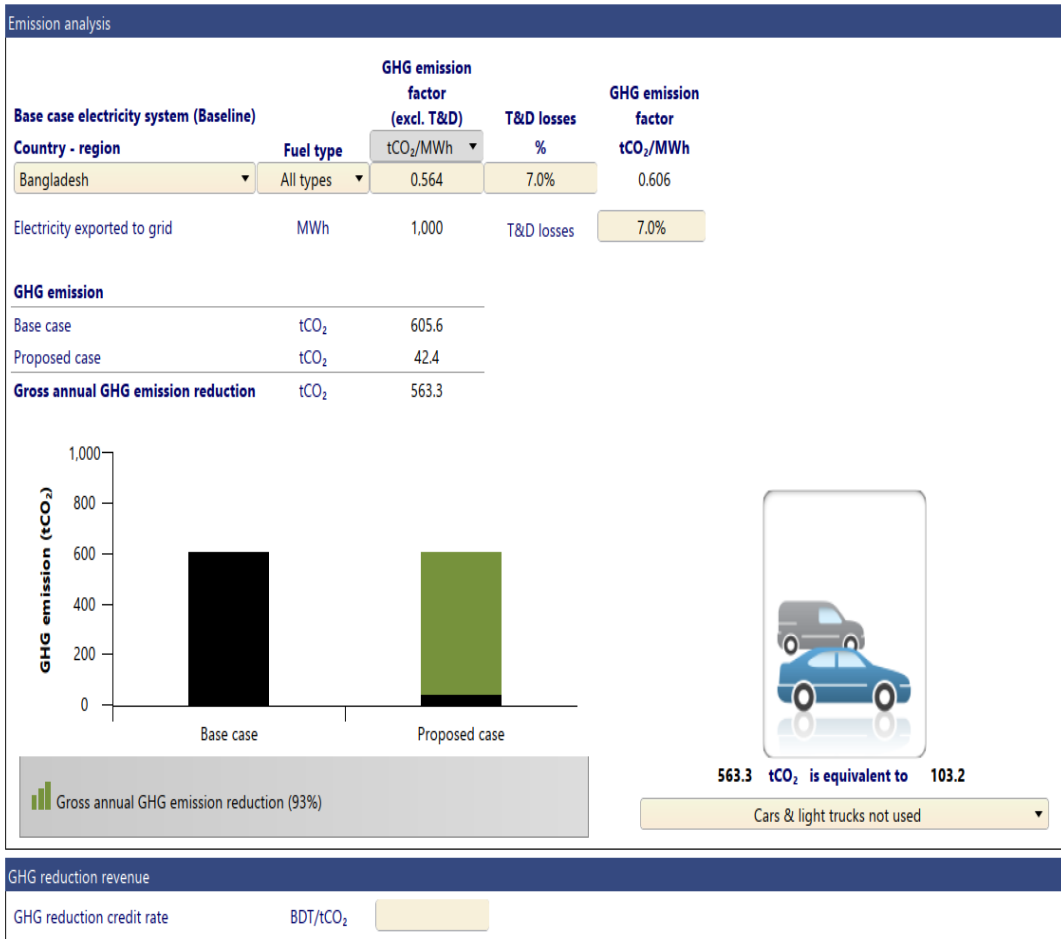 Emission analysis
GHG emission
factor
(excl. T&D)
GHG emission
factor
Base case electricity system (Baseline)
T&D losses
Country - region
Fuel type
tCO₂/MWh
%
tCO₂/MWh
Bangladesh
All types
0.564
7.0%
0.606
Electricity exported to grid
MWh
1,000
T&D losses
7.0%
GHG emission
Base case
tCO₂
605.6
Proposed case
tCO₂
42.4
Gross annual GHG emission reduction
tCO₂
563.3
GHG emission (tCO₂)
1,000
800
600
400
200
0
Base case
Proposed case
Gross annual GHG emission reduction (93%)
563.3 tCO₂ is equivalent to 103.2
Cars & light trucks not used
GHG reduction revenue
GHG reduction credit rate
BDT/tCO₂